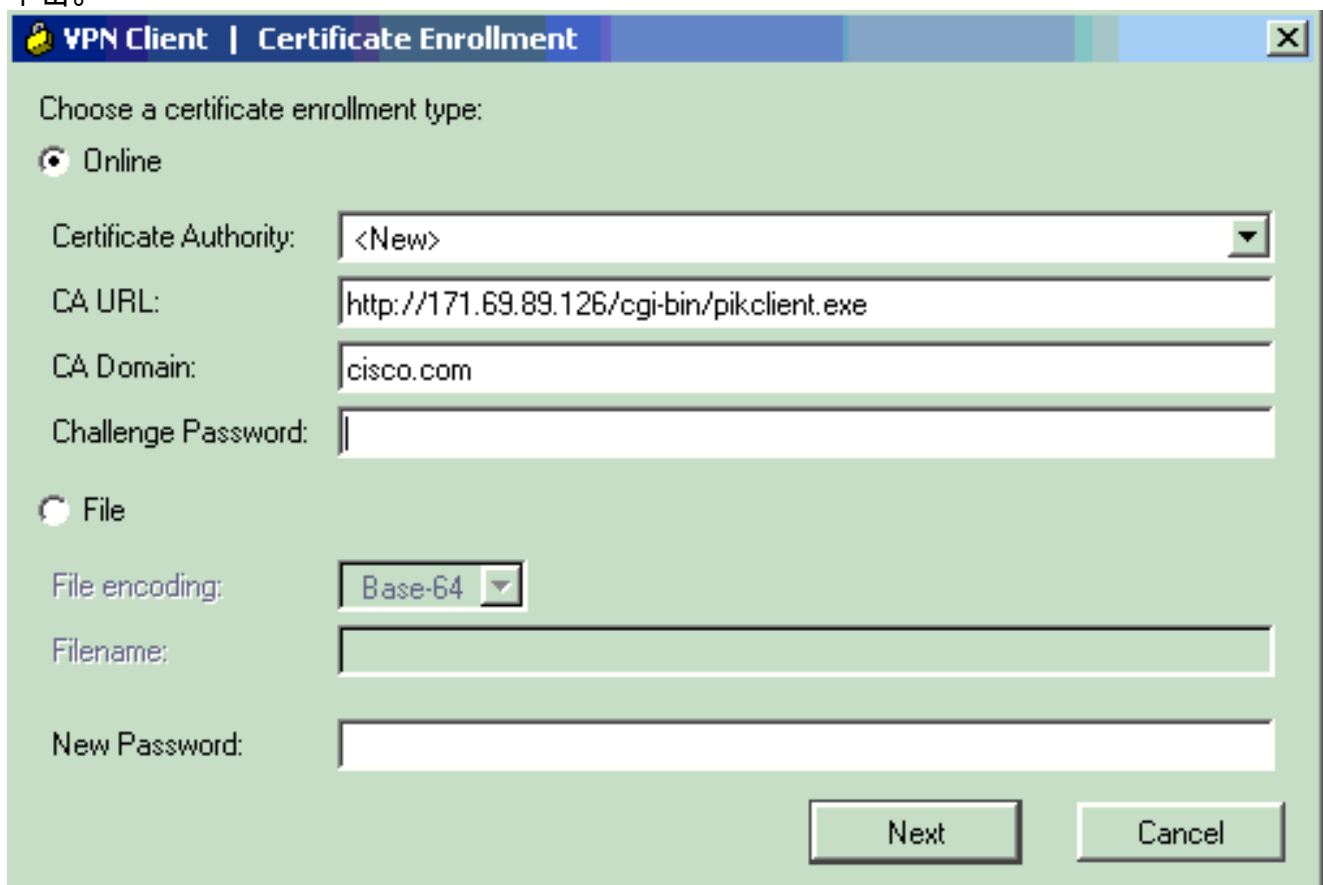 VPN Client | Certificate Enrollment
Choose a certificate enrollment type:
Online
Certificate Authority: <New>
CA URL: http://171.69.89.126/cgi-bin/pikclient.exe
CA Domain: cisco.com
Challenge Password:
File
File encoding: Base-64
Filename:
New Password:
Next Cancel